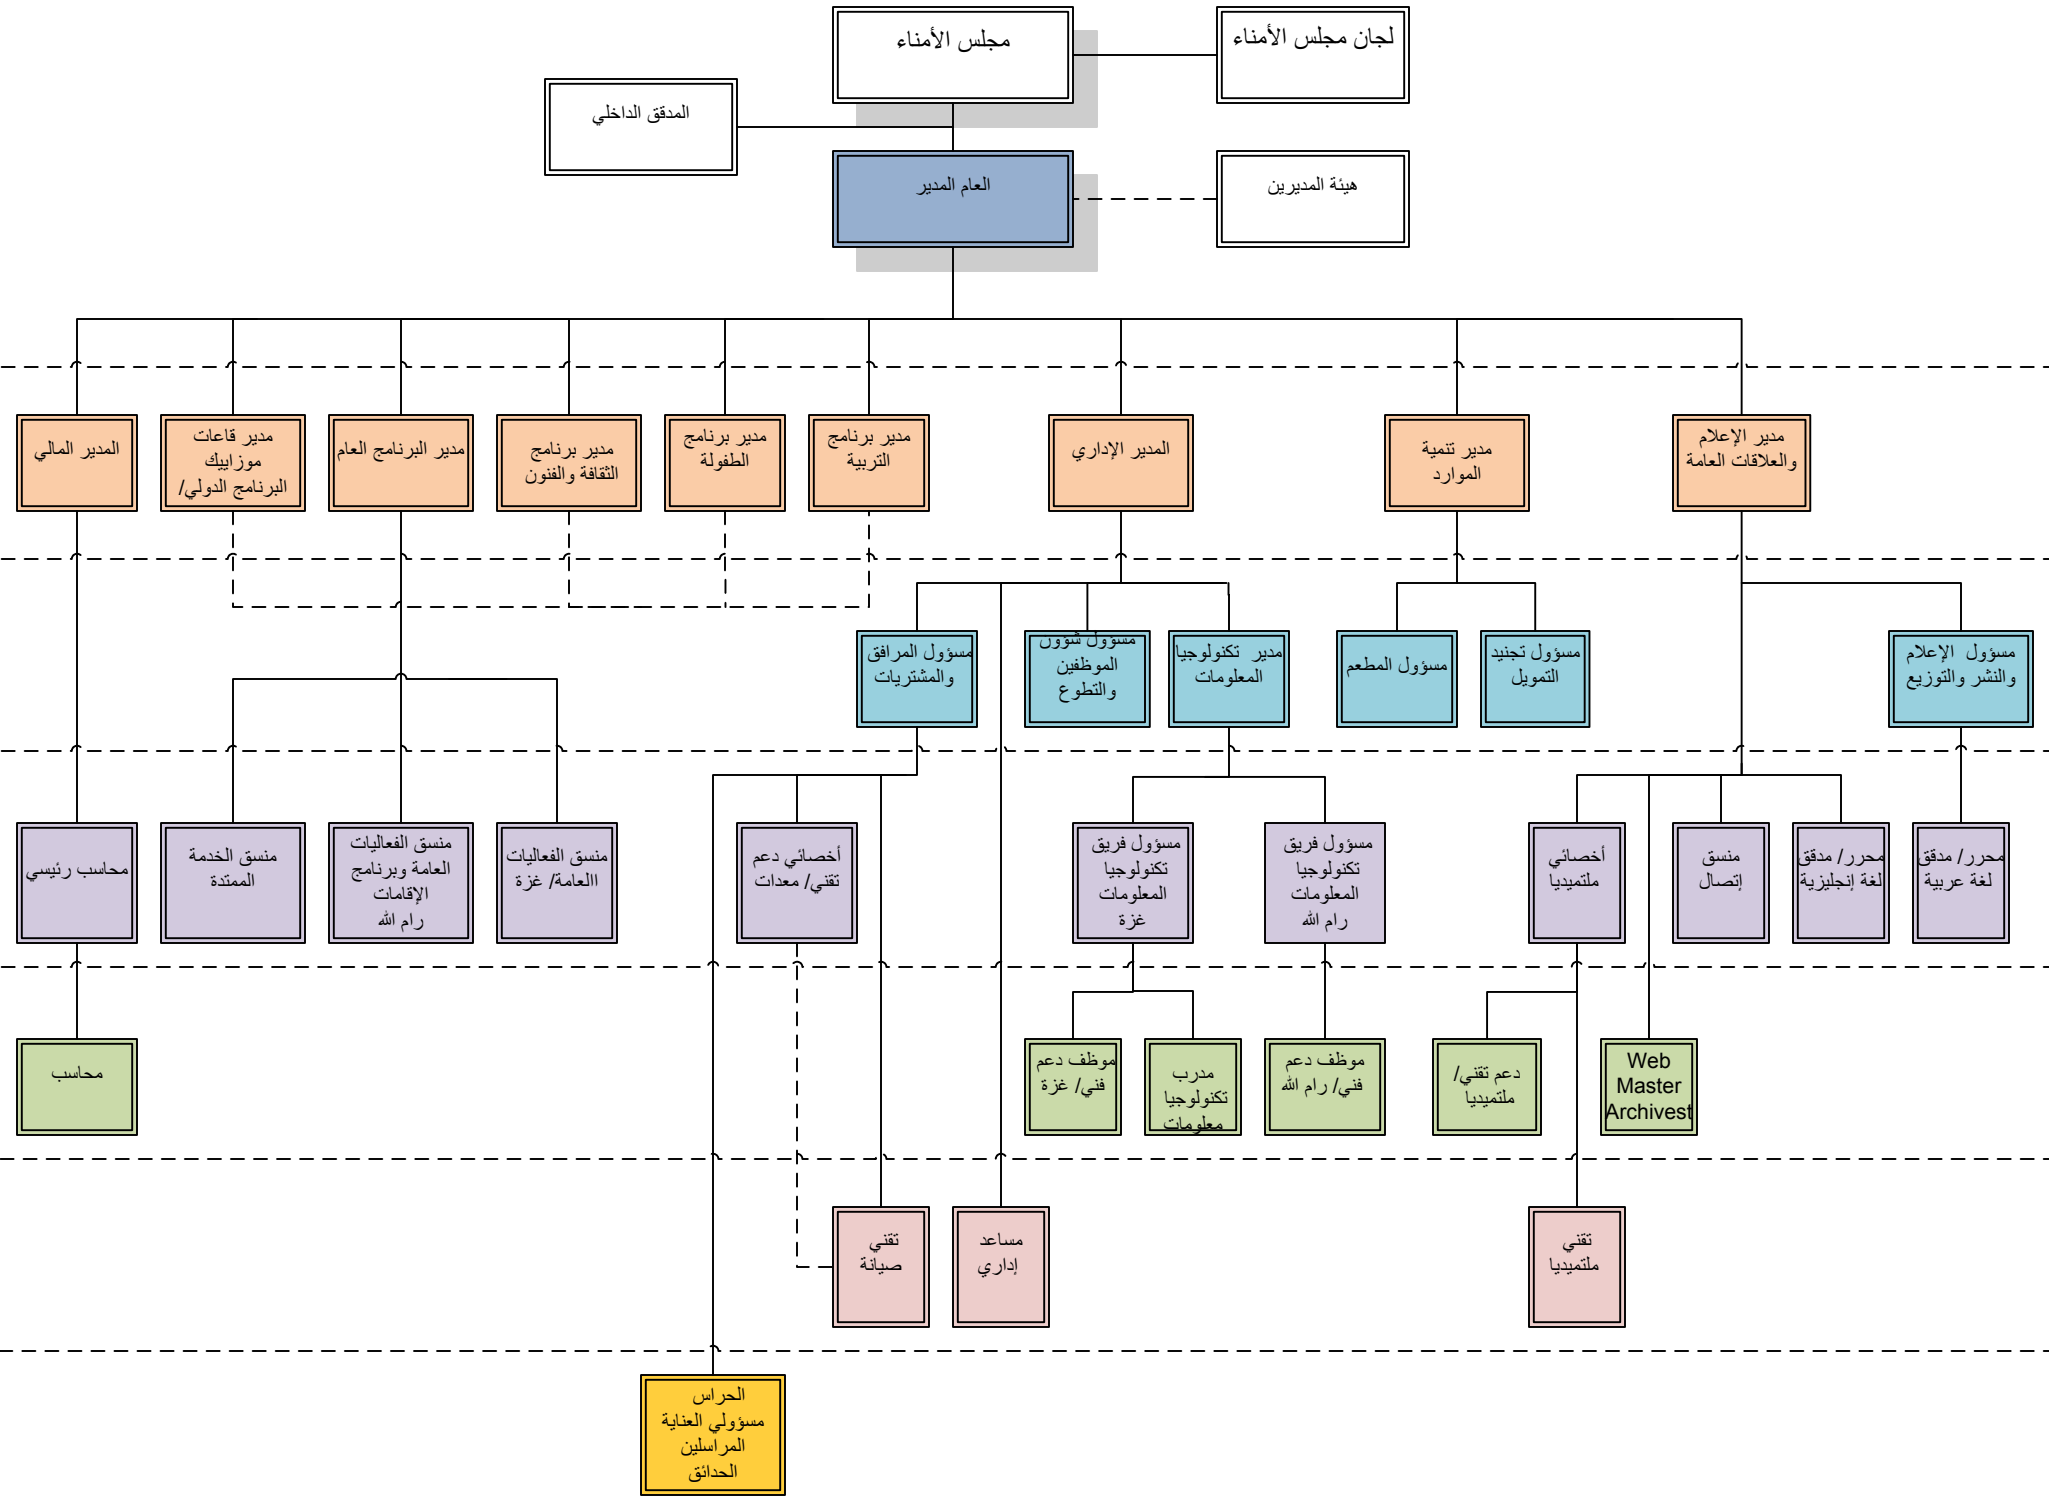 مجلس الأمناء
لجان مجلس الأمناء
المدقق الداخلي
العام المدير
هيئة المديرين
مدير الإعلام
والعلاقات العامة
مدير تنمية
الموارد
المدير الإداري
مدير برنامج
التربية
مدير برنامج
الطفولة
مدير برنامج
الثقافة والفنون
مدير البرنامج العام
مدير قاعات
موزاييك
البرنامج الدولي/
المدير المالي
مسؤول الإعلام
والنشر والتوزيع
مسؤول تجنيد
التمويل
مسؤول المطعم
مدير تكنولوجيا
المعلومات
مسؤول شؤون
الموظفين
والتطوع
مسؤول المرافق
والمشتريات
محرر/ مدقق
لغة عربية
محرر/ مدقق
لغة إنجليزية
منسق
إتصال
أخصائي
ملتميديا
مسؤول فريق
تكنولوجيا
المعلومات
رام الله
مسؤول فريق
تكنولوجيا
المعلومات
غزة
أخصائي دعم
تقني/ معدات
منسق الفعاليات
االعامة/ غزة
منسق الفعاليات
العامة وبرنامج
الإقامات
رام الله
منسق الخدمة
الممتدة
محاسب رئيسي
Web
Master
Archivest
دعم تقني/
ملتميديا
موظف دعم
فني/ رام الله
مدرب
تكنولوجيا
معلومات
موظف دعم
فني/ غزة
محاسب
تقني
ملتميديا
مساعد
إداري
تقني
صيانة
الحراس
مسؤولي العناية
المراسلين
الحدائق